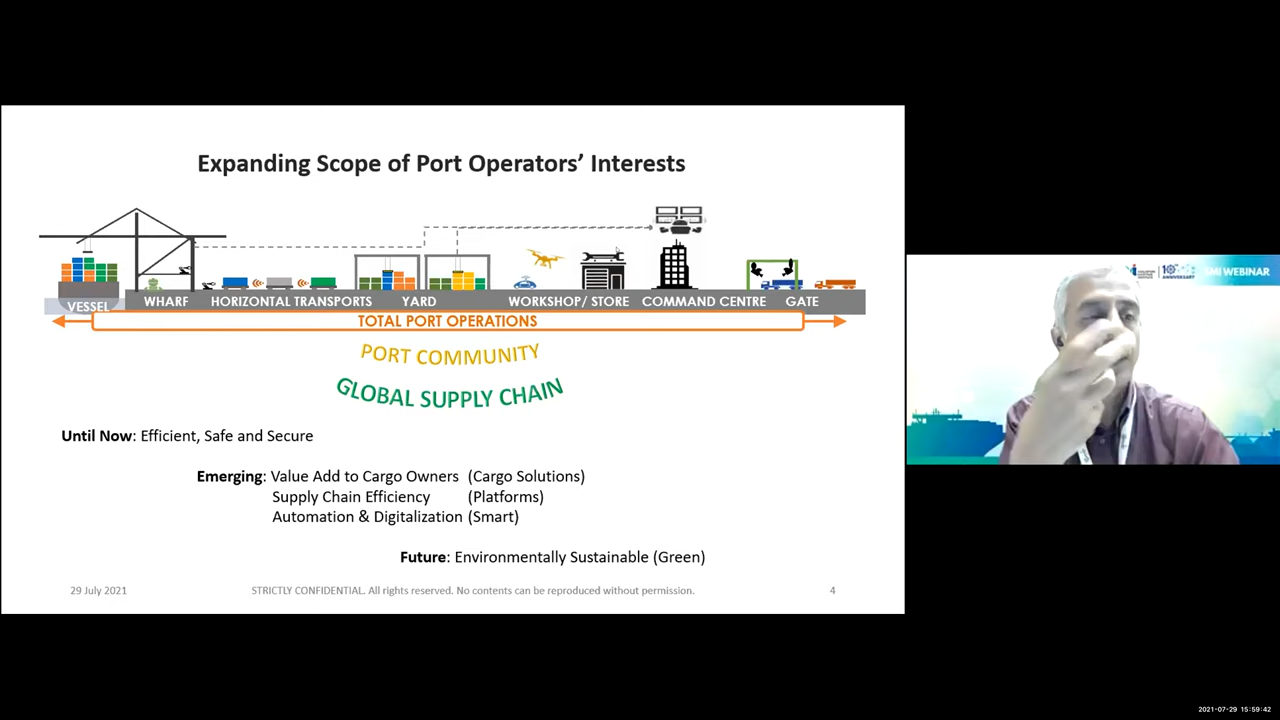 Expanding Scope of Port Operators’ Interests
VESSEL
WHARF
HORIZONTAL TRANSPORTS
YARD
WORKSHOP/ STORE
COMMAND CENTRE
GATE
TOTAL PORT OPERATIONS
PORT COMMUNITY
GLOBAL SUPPLY CHAIN
Until Now: Efficient, Safe and Secure
Emerging: Value Add to Cargo Owners (Cargo Solutions)
Supply Chain Efficiency (Platforms)
Automation & Digitalization (Smart)
Future: Environmentally Sustainable (Green)
29 July 2021
STRICTLY CONFIDENTIAL. All rights reserved. No contents can be reproduced without permission.
4
ANNIVERSARY
MI WEBINAR
2021-07-29 15:59:42